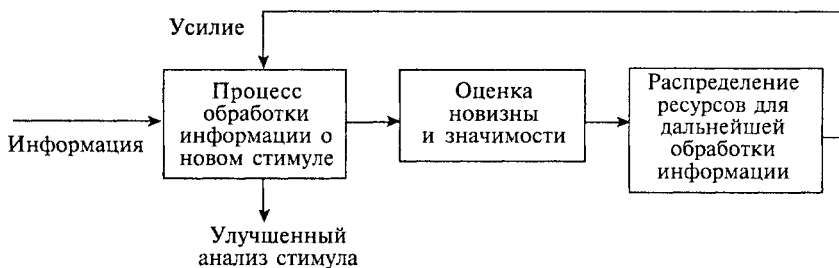 Усилие
Информация
Процесс
обработки
информации о
новом стимуле
Оценка
новизны
и значимости
Распределение
ресурсов для
дальнейшей
обработки
информации
Улучшенный
анализ стимула